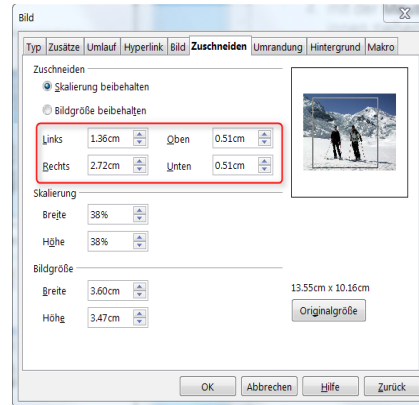 Bild
Typ Zusätze Umlauf Hyperlink Bild Zuschneiden Umrandung Hintergrund Makro
Zuschneiden
Skalierung beibehalten
Bildgröße beibehalten
Links 1.36cm Oben 0.51cm
Rechts 2.72cm Unten 0.51cm
Skalierung
Breite 38%
Höhe 38%
Bildgröße
Breite 3.60cm 13.55cm x 10.16cm
Höhe 3.47cm Originalgröße
OK Abbrechen Hilfe Zurück